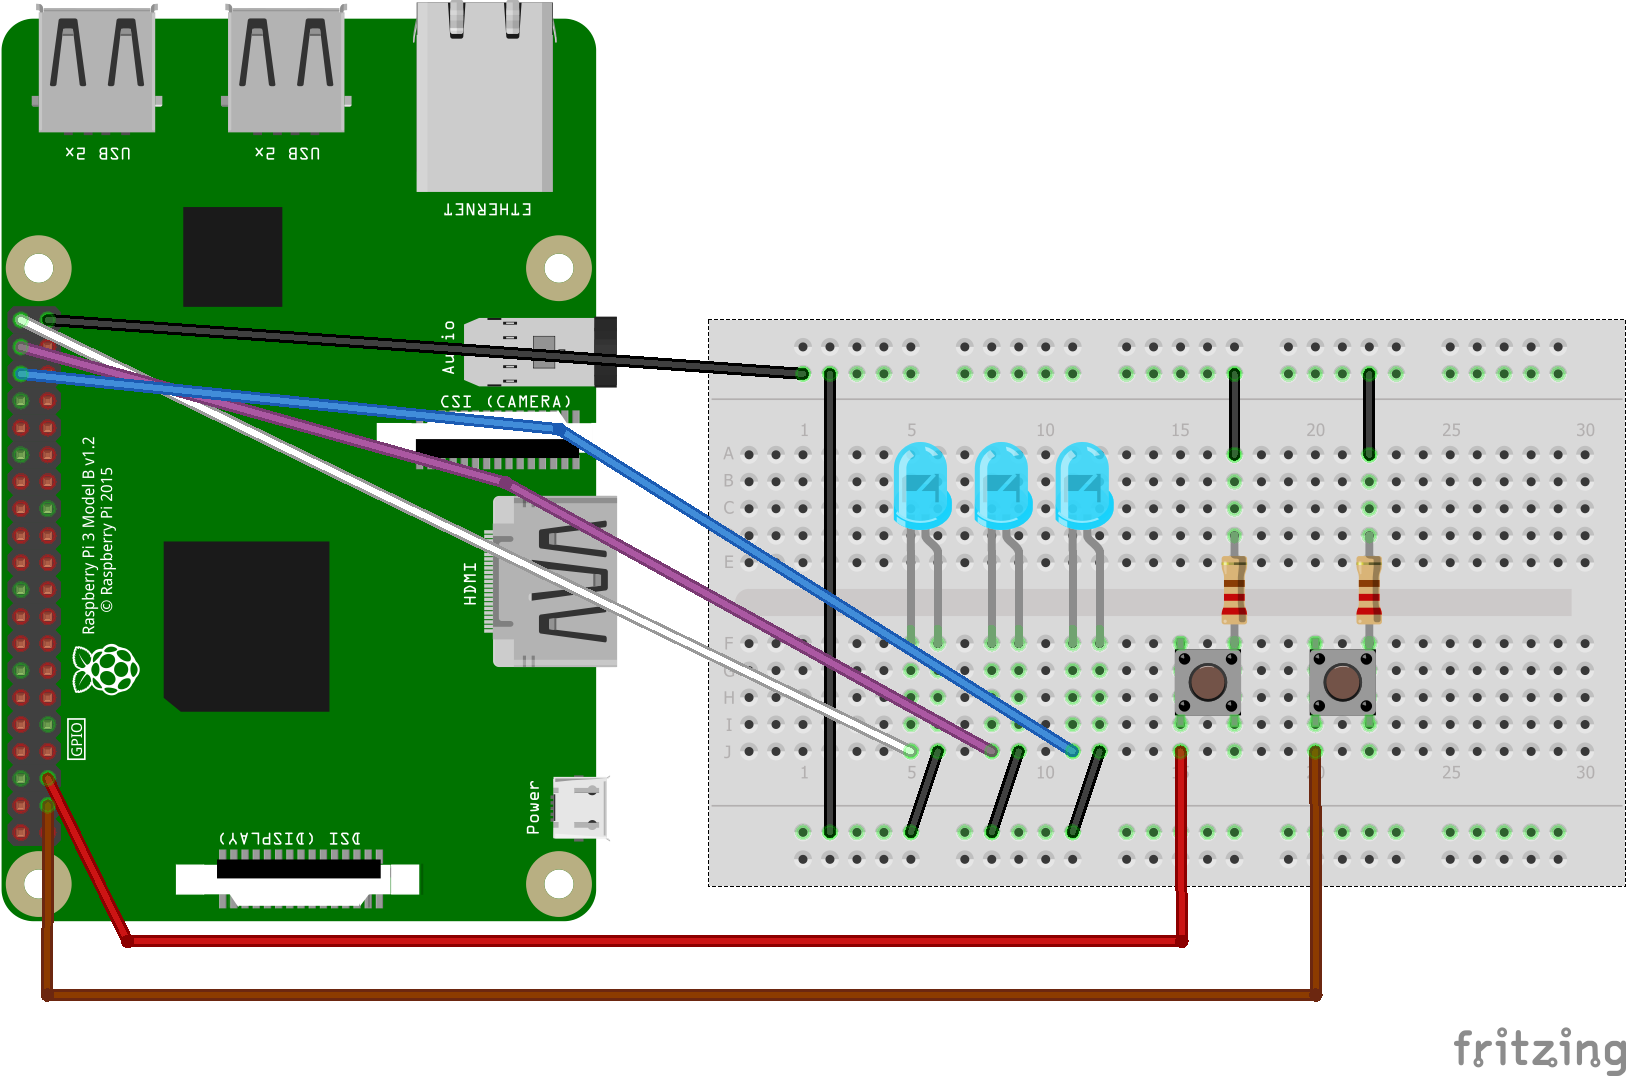 USB 2x
USB 2x
ETHERNET
Audio
CSI (CAMERA)
Raspberry Pi 3 Model B v1.2
© Raspberry Pi 2015
HDMI
GPIO
Power
DSI (DISPLAY)
1 5 10 15 20 25 30
A
B
C
E
F
G
H
I
J
1 5 15 20 25 30
10
fritzing